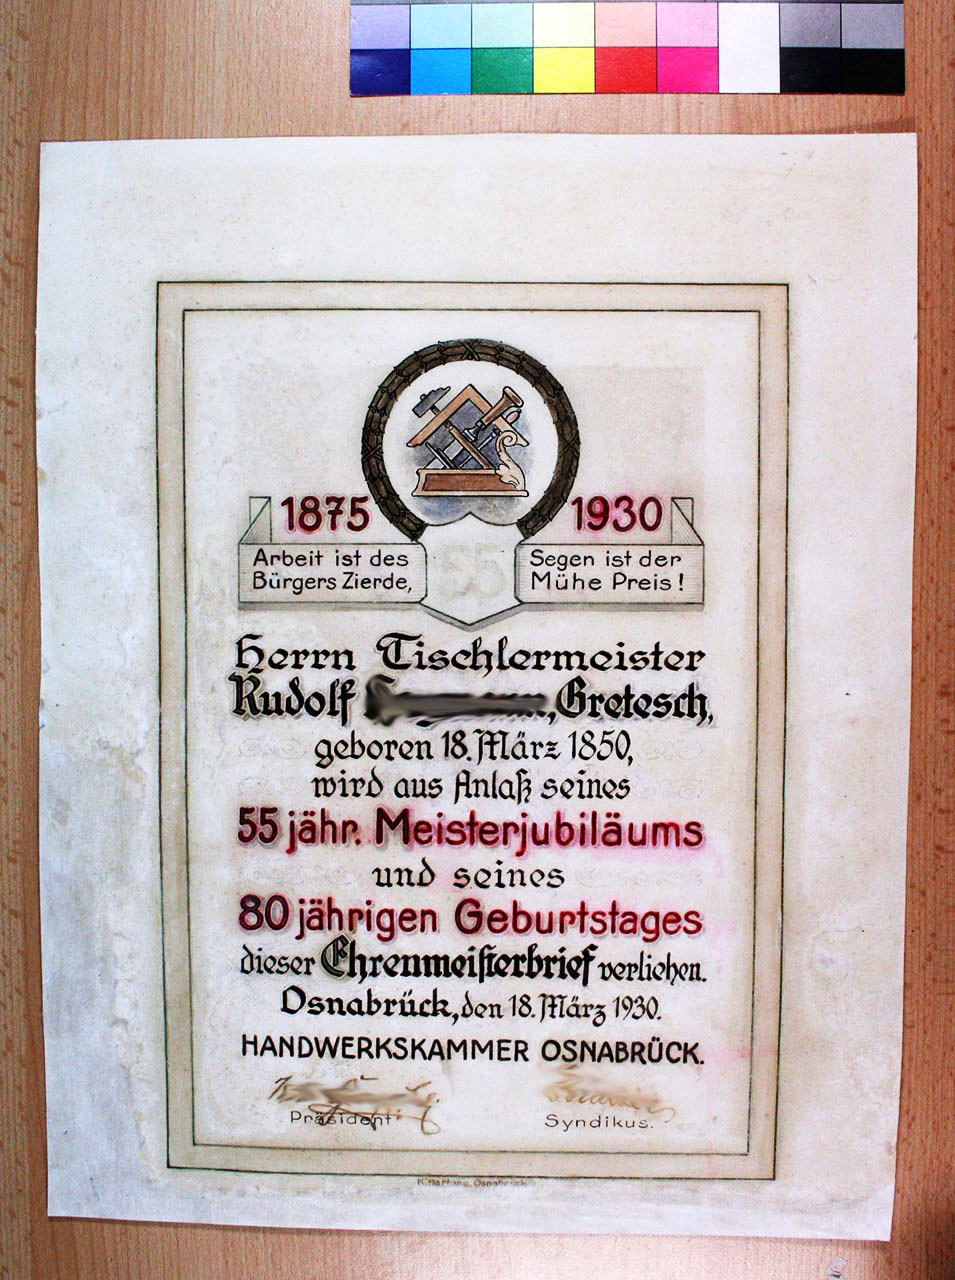 1875 1930
55
Arbeit ist des
Bürgers Zierde,
Segen ist der
Mühe Preis!
Herrn Tischlermeister
Rudolf Gretesch,
geboren 18. März 1850,
wird aus Anlaß seines
55 jähr. Meisterjubiläums
und seines
80 jährigen Geburtstages
dieser Ehrenmeisterbrief verliehen.
Osnabrück, den 18. März 1930.
HANDWERKSKAMMER OSNABRÜCK.
Präsident Syndikus.
Osnabrück